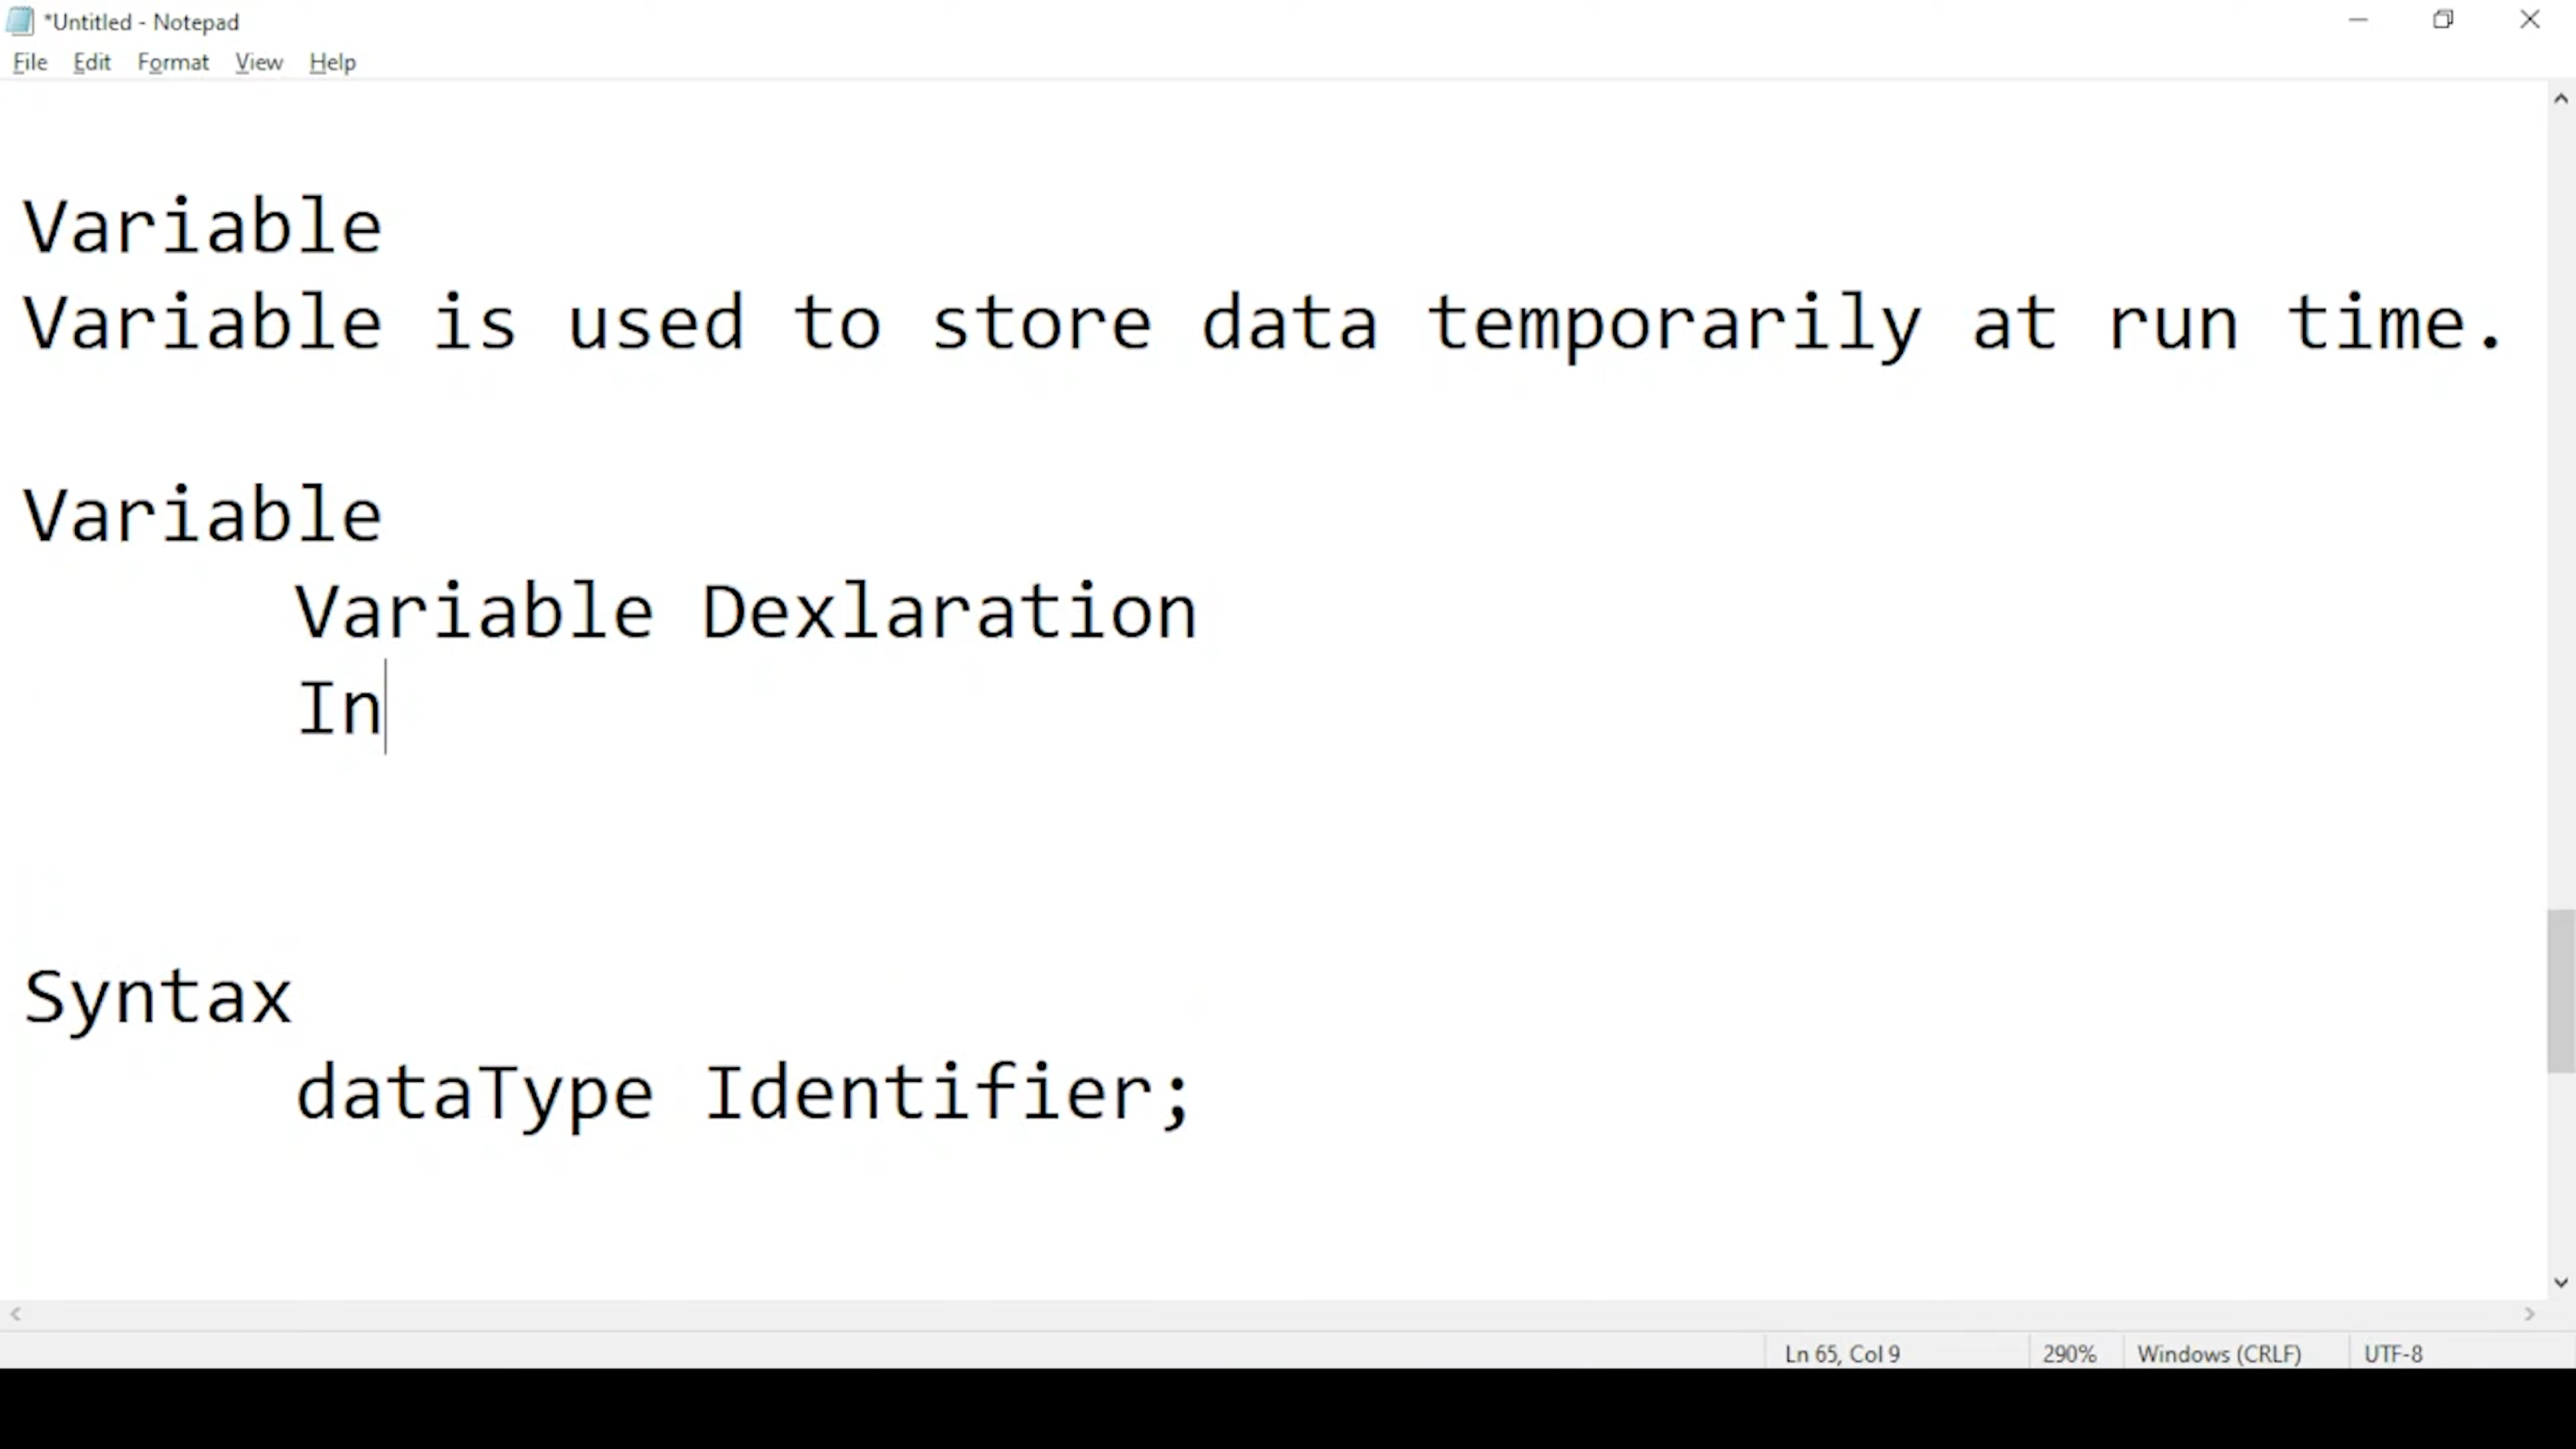 *Untitled - Notepad
File Edit Format View Help
Variable
Variable is used to store data temporarily at run time.
Variable
Variable Dexlaration
In
Syntax
dataType Identifier;
Ln 65, Col 9 290% Windows (CRLF) UTF-8